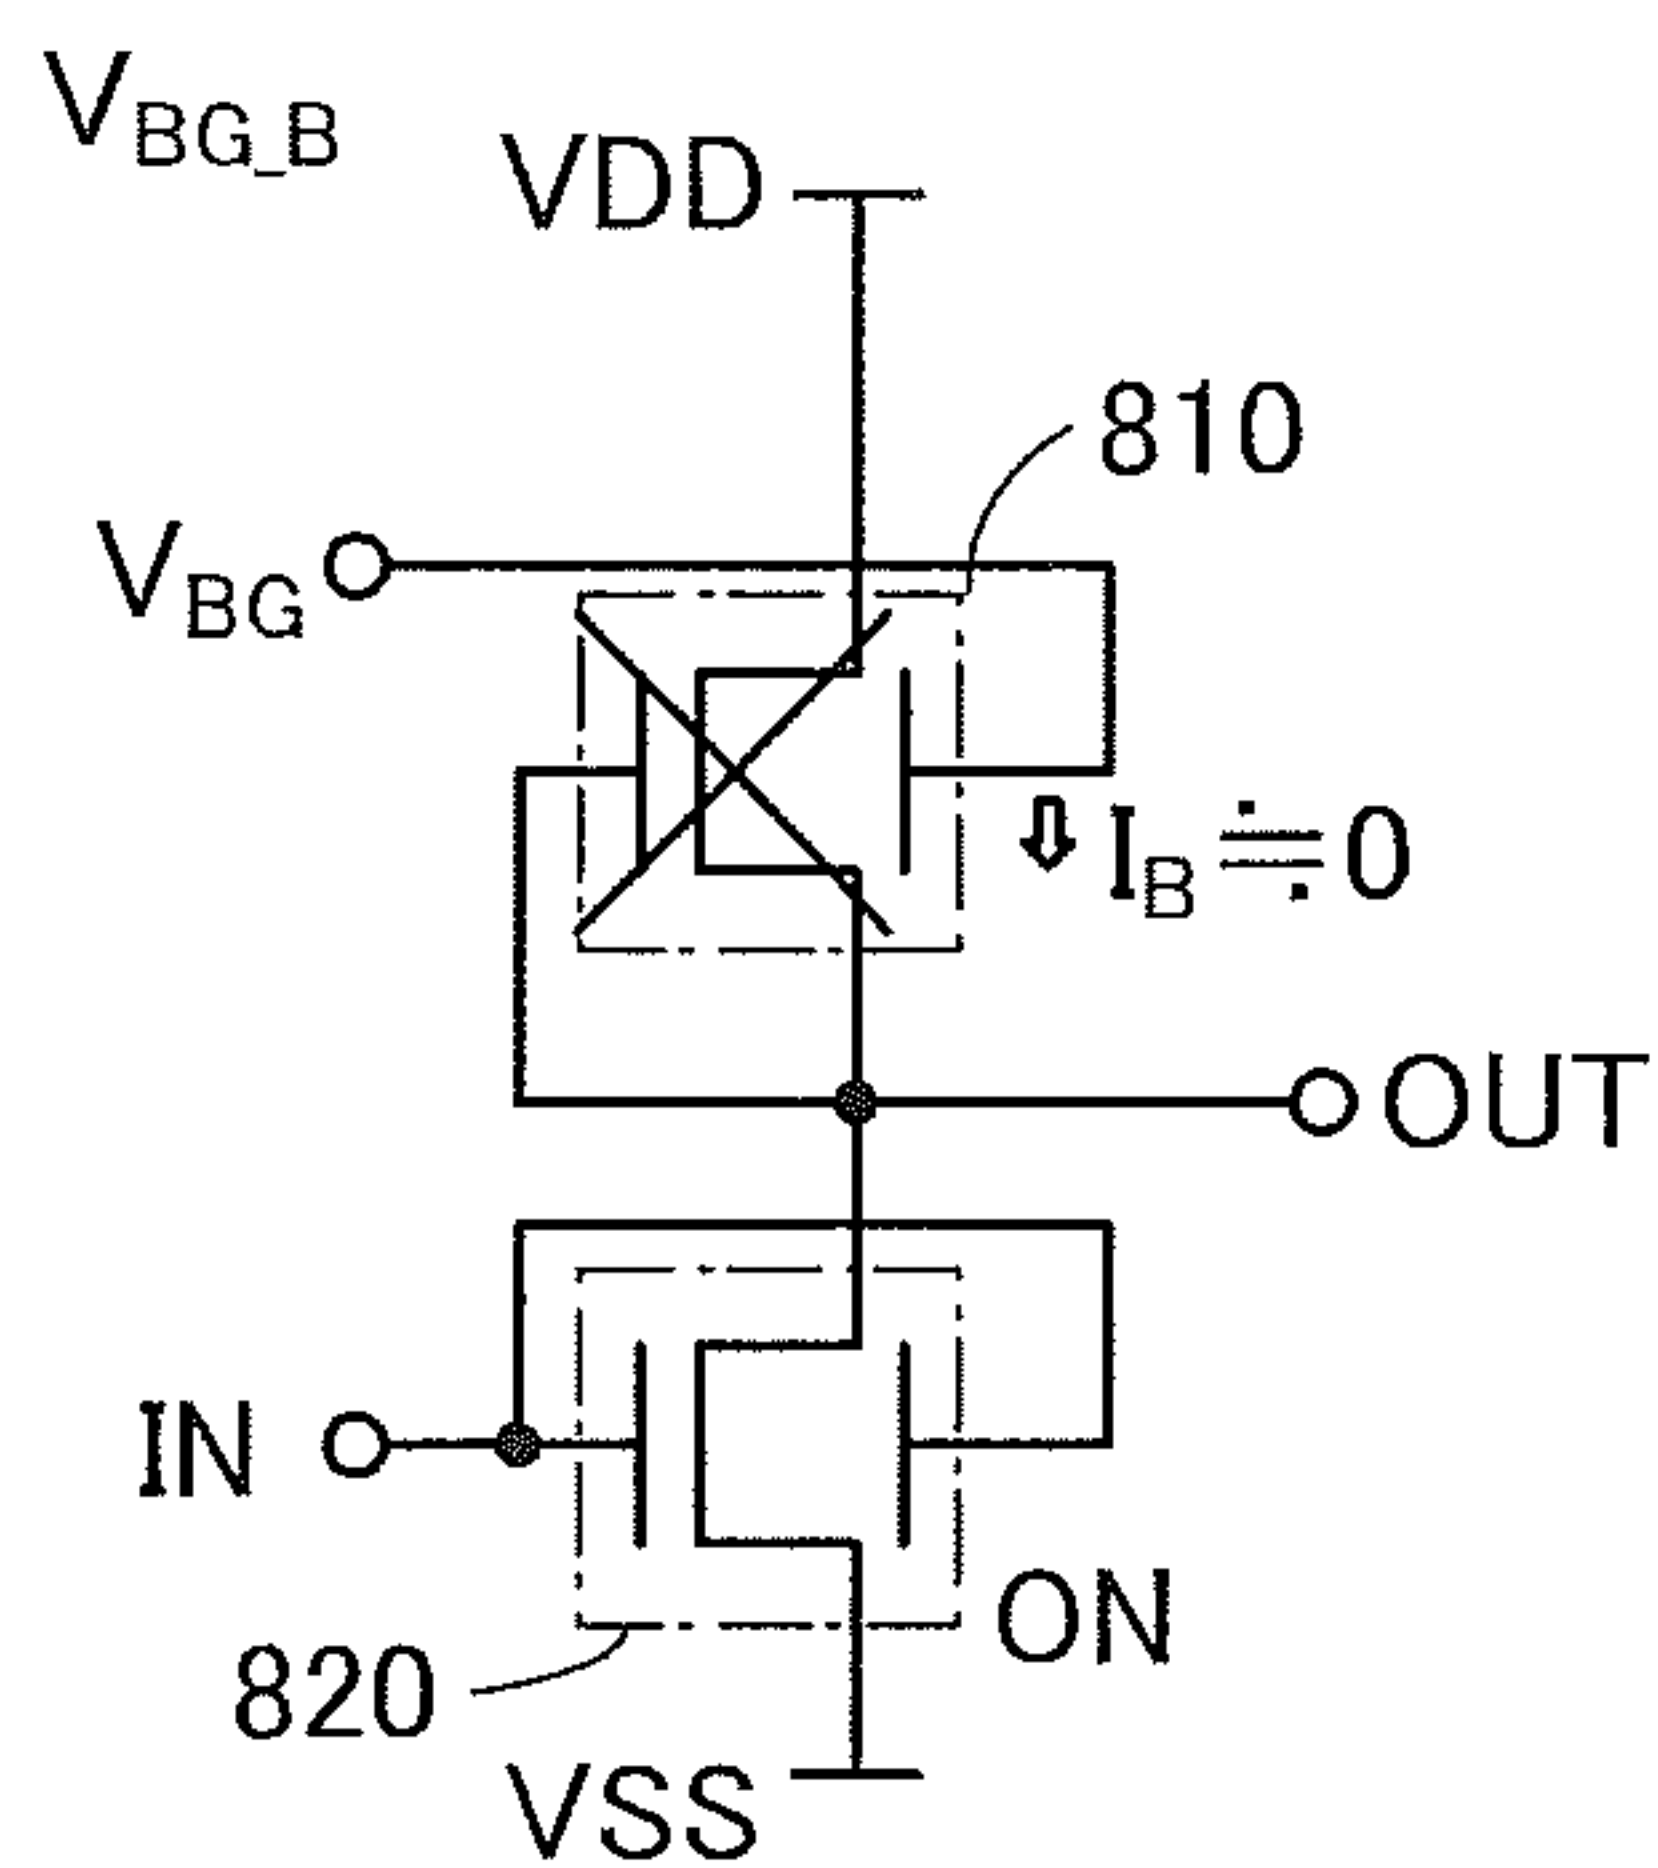 V_BG_B
VDD
810
V_BG
I_B ≒ 0
OUT
IN
ON
820
VSS